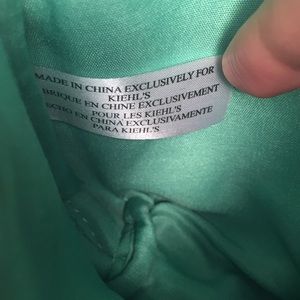 MADE IN CHINA EXCLUSIVELY FOR
KIEHL'S
BRIQUE EN CHINE EXCLUSIVEMENT
POUR LES KIEHL'S
ECHO EN CHINA EXCLUSIVAMENTE
PARA KIEHL'S